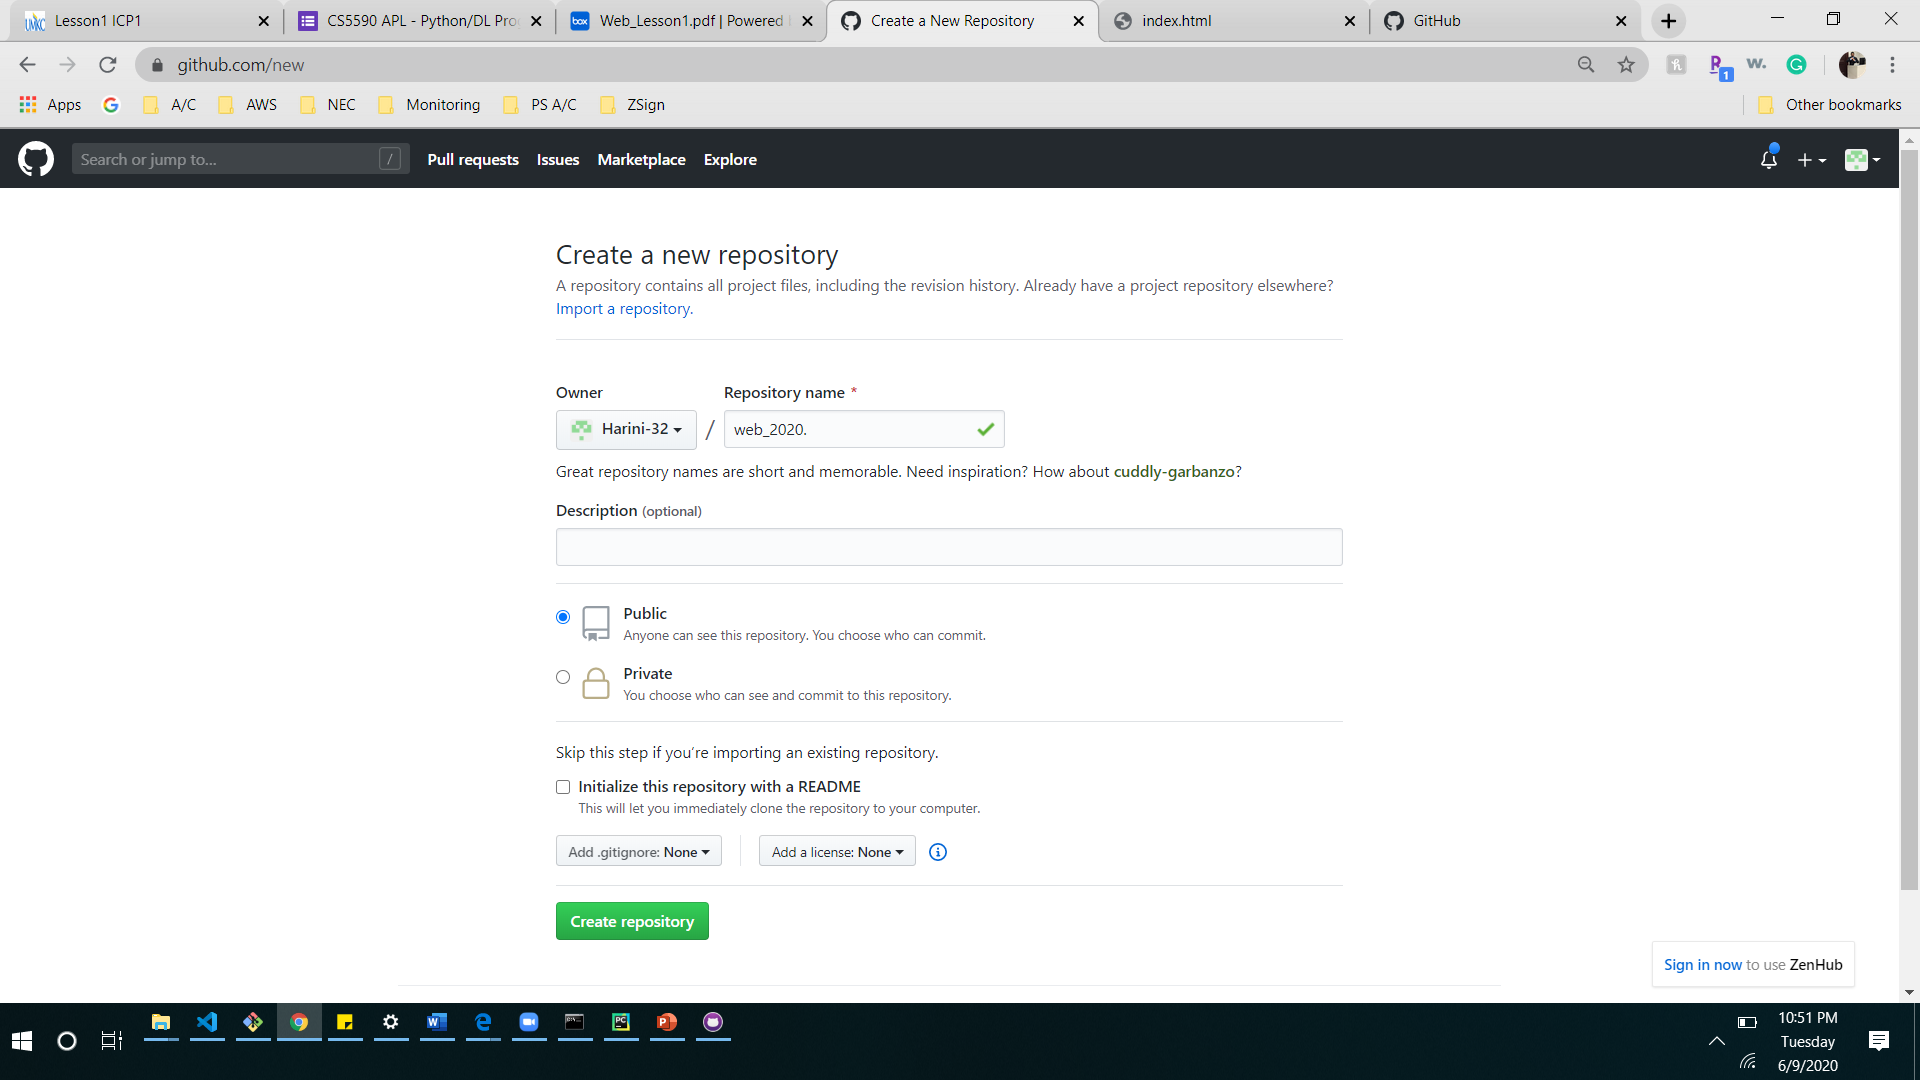 Lesson1 ICP1
CS5590 APL - Python/DL Pro
Web_Lesson1.pdf | Powered
Create a New Repository
index.html
GitHub
github.com/new
1
Apps
A/C
AWS
NEC
Monitoring
PS A/C
ZSign
Other bookmarks
Search or jump to...
/
Pull requests
Issues
Marketplace
Explore
Create a new repository
A repository contains all project files, including the revision history. Already have a project repository elsewhere?
Import a repository.
Owner
Repository name *
Harini-32
/
web_2020.
Great repository names are short and memorable. Need inspiration? How about cuddly-garbanzo?
Description (optional)
Public
Anyone can see this repository. You choose who can commit.
Private
You choose who can see and commit to this repository.
Skip this step if you’re importing an existing repository.
Initialize this repository with a README
This will let you immediately clone the repository to your computer.
Add .gitignore: None
Add a license: None
Create repository
Sign in now to use ZenHub
10:51 PM
Tuesday
6/9/2020